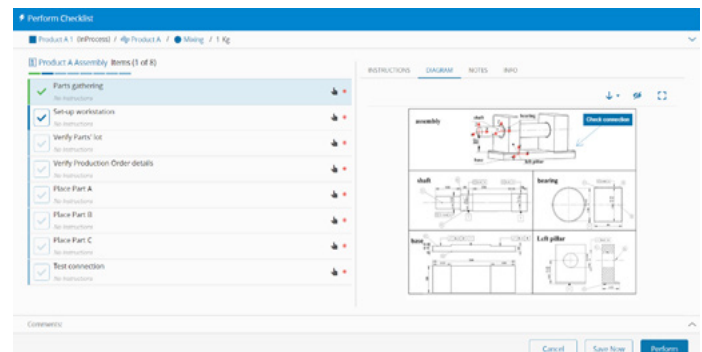 Perform Checklist
Product A 1 (InProcess) / Product A / Mixing / 1 Kg
Product A Assembly Items (1 of 8)
Parts gathering
No Instructions
Set-up workstation
No Instructions
Verify Parts' lot
No Instructions
Verify Production Order details
No Instructions
Place Part A
No Instructions
Place Part B
No Instructions
Place Part C
No Instructions
Test connection
No Instructions
INSTRUCTIONS DIAGRAM NOTES INFO
assembly
shaft
bearing
Check connection
base
left pillar
shaft
bearing
base
Left pillar
Comments:
Cancel Save Now Perform